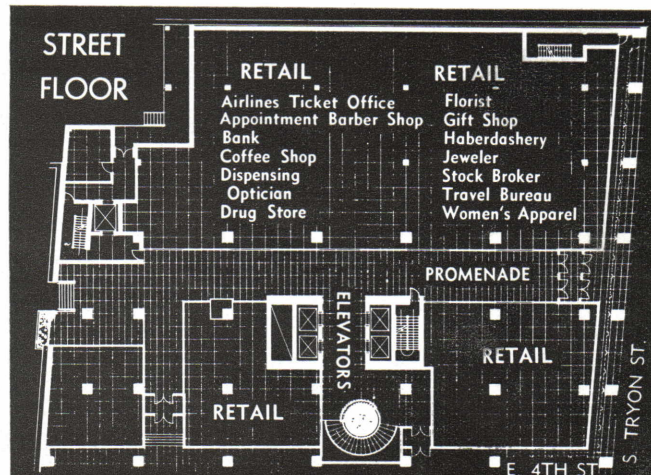 STREET
FLOOR
RETAIL
Airlines Ticket Office
Appointment Barber Shop
Bank
Coffee Shop
Dispensing
Optician
Drug Store
RETAIL
Florist
Gift Shop
Haberdashery
Jeweler
Stock Broker
Travel Bureau
Women's Apparel
PROMENADE
ELEVATORS
RETAIL
RETAIL
S. TRYON ST.
E. 4TH ST.